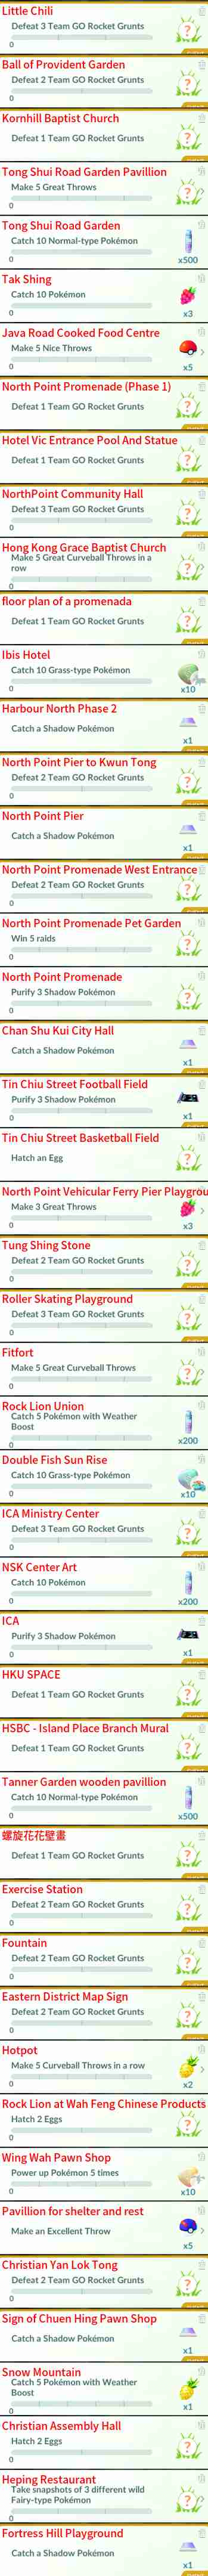 Little Chili
Defeat 3 Team GO Rocket Grunts
?
0
Ball of Provident Garden
Defeat 2 Team GO Rocket Grunts
?
0
Kornhill Baptist Church
Defeat 1 Team GO Rocket Grunts
?
Tong Shui Road Garden Pavillion
Make 5 Great Throws
?
0
Tong Shui Road Garden
Catch 10 Normal-type Pokémon
0
x500
Tak Shing
Catch 10 Pokémon
0
x3
Java Road Cooked Food Centre
Make 5 Nice Throws
0
x5
North Point Promenade (Phase 1)
Defeat 1 Team GO Rocket Grunts
?
Hotel Vic Entrance Pool And Statue
Defeat 1 Team GO Rocket Grunts
?
NorthPoint Community Hall
Defeat 3 Team GO Rocket Grunts
?
0
Hong Kong Grace Baptist Church
Make 5 Great Curveball Throws in a
row
?
0
floor plan of a promenada
Defeat 1 Team GO Rocket Grunts
?
Ibis Hotel
Catch 10 Grass-type Pokémon
0
x10
Harbour North Phase 2
Catch a Shadow Pokémon
x1
North Point Pier to Kwun Tong
Defeat 2 Team GO Rocket Grunts
?
0
North Point Pier
Catch a Shadow Pokémon
x1
North Point Promenade West Entrance
Defeat 2 Team GO Rocket Grunts
?
0
North Point Promenade Pet Garden
Win 5 raids
?
0
North Point Promenade
Purify 3 Shadow Pokémon
?
0
Chan Shu Kui City Hall
Catch a Shadow Pokémon
x1
Tin Chiu Street Football Field
Purify 3 Shadow Pokémon
0
x1
Tin Chiu Street Basketball Field
Hatch an Egg
?
North Point Vehicular Ferry Pier Playgrou
Make 3 Great Throws
0
x3
Tung Shing Stone
Defeat 2 Team GO Rocket Grunts
?
0
Roller Skating Playground
Defeat 3 Team GO Rocket Grunts
?
0
Fitfort
Make 5 Great Curveball Throws
?
0
Rock Lion Union
Catch 5 Pokémon with Weather
Boost
0
x200
Double Fish Sun Rise
Catch 10 Grass-type Pokémon
0
x10
ICA Ministry Center
Defeat 3 Team GO Rocket Grunts
?
0
NSK Center Art
Catch 10 Pokémon
0
x200
ICA
Purify 3 Shadow Pokémon
0
x1
HKU SPACE
Defeat 1 Team GO Rocket Grunts
?
HSBC - Island Place Branch Mural
Defeat 1 Team GO Rocket Grunts
?
Tanner Garden wooden pavillion
Catch 10 Normal-type Pokémon
0
x500
螺旋花花壁畫
Defeat 1 Team GO Rocket Grunts
?
Exercise Station
Defeat 2 Team GO Rocket Grunts
?
0
Fountain
Defeat 2 Team GO Rocket Grunts
?
0
Eastern District Map Sign
Defeat 2 Team GO Rocket Grunts
?
0
Hotpot
Make 5 Curveball Throws in a row
0
x2
Rock Lion at Wah Feng Chinese Products
Hatch 2 Eggs
?
0
Wing Wah Pawn Shop
Power up Pokémon 5 times
0
x10
Pavillion for shelter and rest
Make an Excellent Throw
x5
Christian Yan Lok Tong
Defeat 2 Team GO Rocket Grunts
?
0
Sign of Chuen Hing Pawn Shop
Catch a Shadow Pokémon
x1
Snow Mountain
Catch 5 Pokémon with Weather
Boost
0
x1
Christian Assembly Hall
Hatch 2 Eggs
?
0
Heping Restaurant
Take snapshots of 3 different wild
Fairy-type Pokémon
?
0
Fortress Hill Playground
Catch a Shadow Pokémon
x1